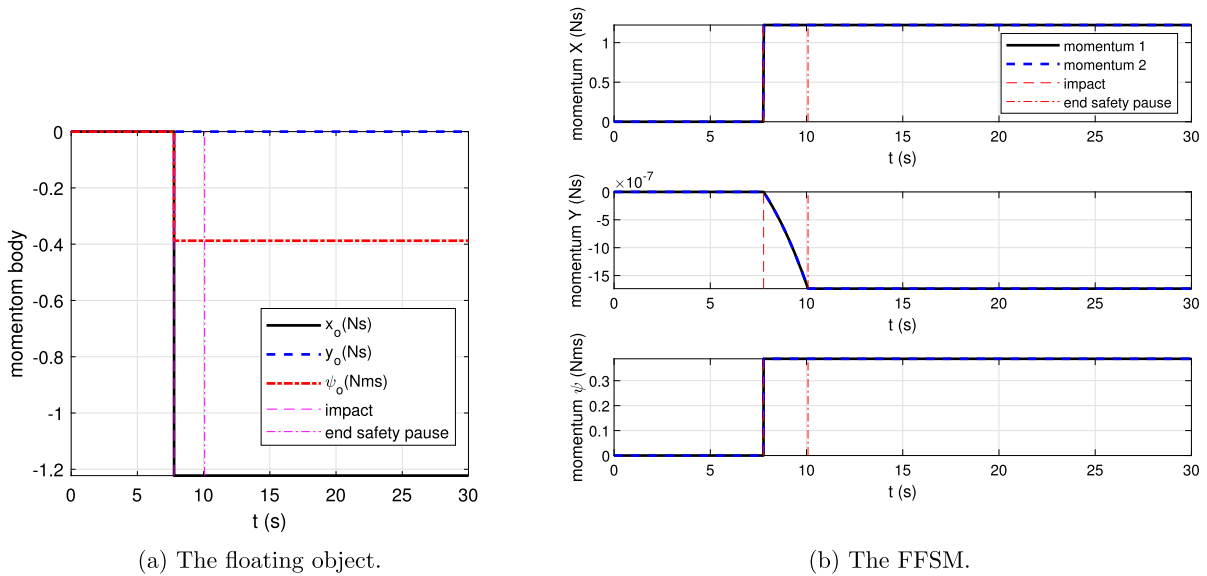 momentom body
0
-0.2
-0.4
-0.6
-0.8
-1
-1.2
0 5 10 15 20 25 30
t (s)
x_o(Ns)
y_o(Ns)
ψ_o(Nms)
impact
end safety pause
(a) The floating object.
momentum X (Ns)
1
0.5
0
0 5 10 15 20 25 30
t (s)
momentum 1
momentum 2
impact
end safety pause
momentum Y (Ns)
×10^-7
0
-5
-10
-15
0 5 10 15 20 25 30
t (s)
momentum ψ (Nms)
0.3
0.2
0.1
0
0 5 10 15 20 25 30
t (s)
(b) The FFSM.